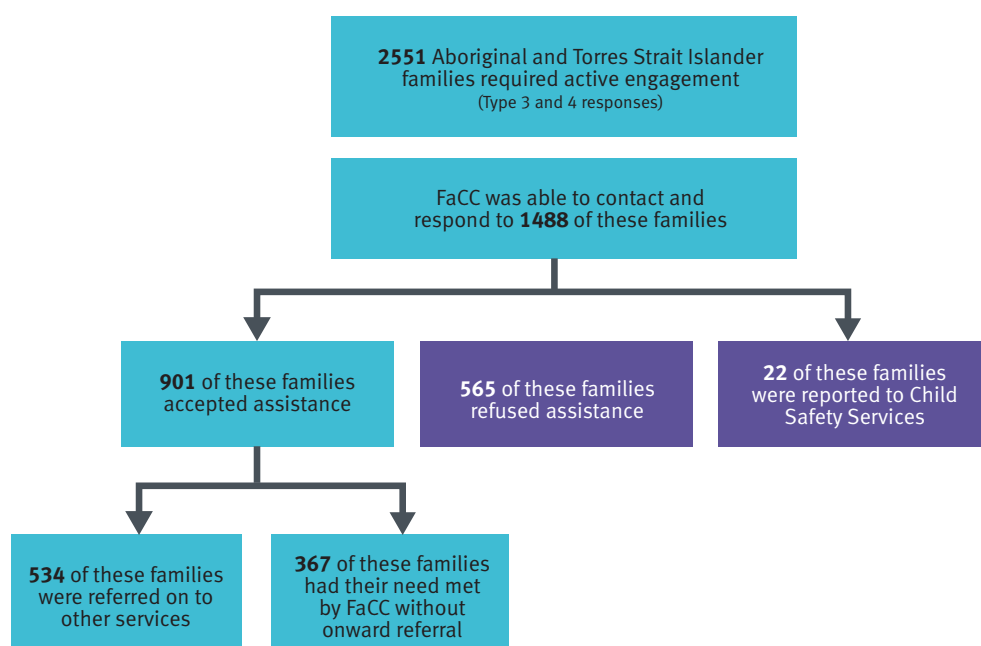 2551 Aboriginal and Torres Strait Islander
families required active engagement
(Type 3 and 4 responses)
FaCC was able to contact and
respond to 1488 of these families
901 of these families
accepted assistance
565 of these families
refused assistance
22 of these families
were reported to Child
Safety Services
534 of these families
were referred on to
other services
367 of these families
had their need met
by FaCC without
onward referral